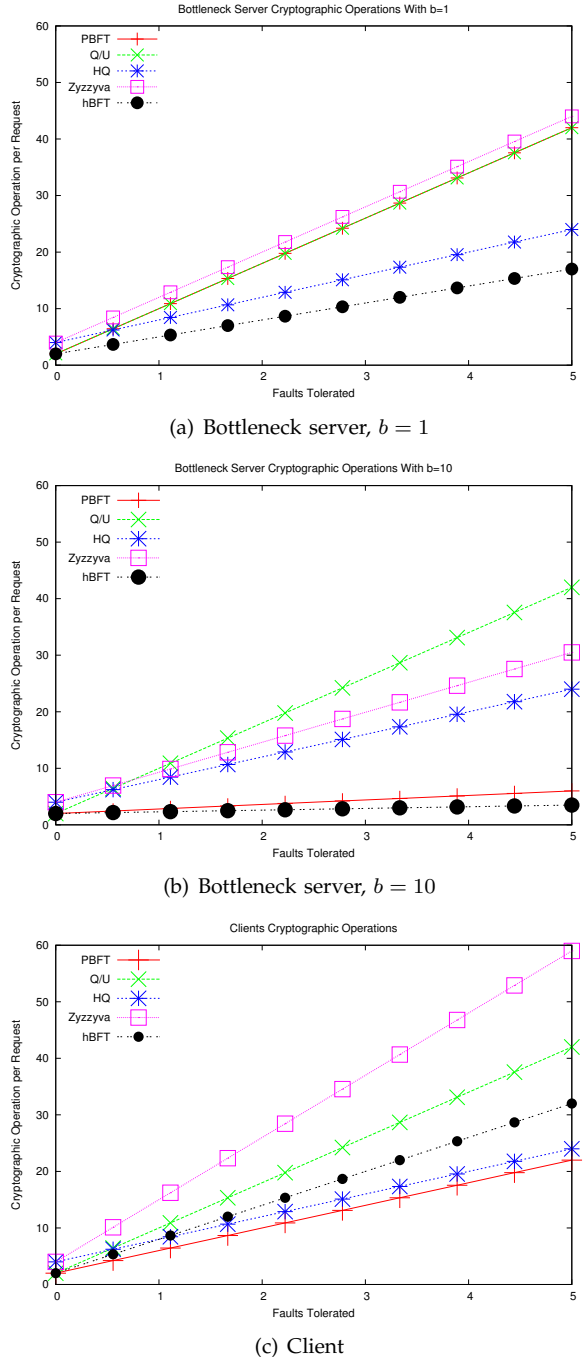 Bottleneck Server Cryptographic Operations With b=1
60
50
40
30
20
10
0
Cryptographic Operation per Request
PBFT
Q/U
HQ
Zyzzyva
hBFT
0 1 2 3 4 5
Faults Tolerated
(a) Bottleneck server, b = 1
Bottleneck Server Cryptographic Operations With b=10
60
50
40
30
20
10
0
Cryptographic Operation per Request
PBFT
Q/U
HQ
Zyzzyva
hBFT
0 1 2 3 4 5
Faults Tolerated
(b) Bottleneck server, b = 10
Clients Cryptographic Operations
60
50
40
30
20
10
0
Cryptographic Operation per Request
PBFT
Q/U
HQ
Zyzzyva
hBFT
0 1 2 3 4 5
Faults Tolerated
(c) Client